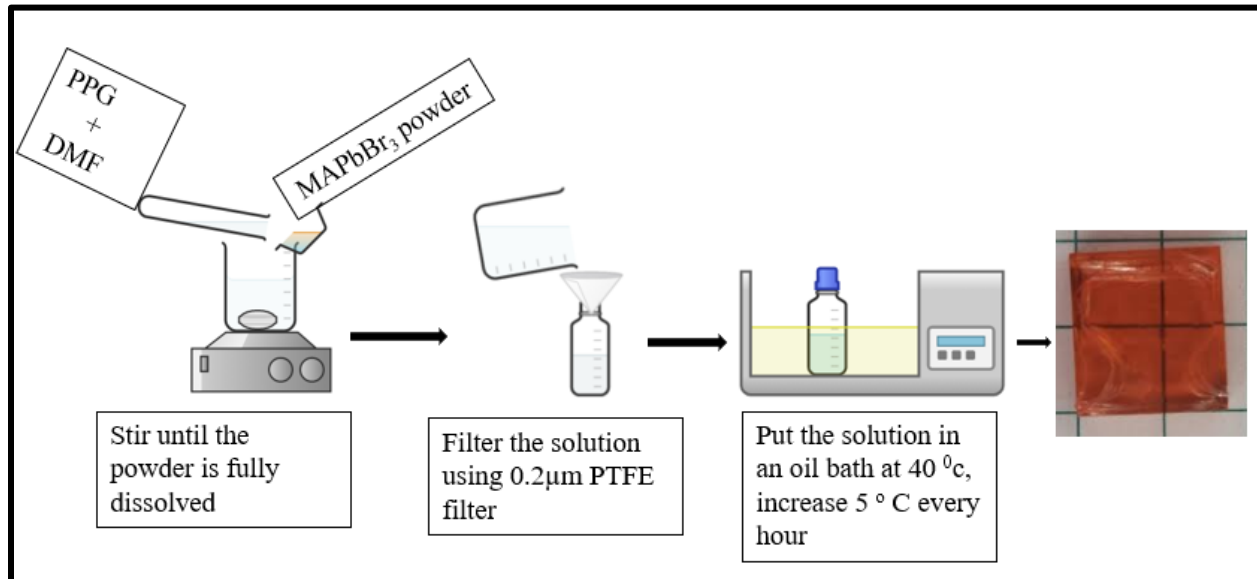 PPG
+
DMF
MAPbBr₃ powder
Stir until the
powder is fully
dissolved
Filter the solution
using 0.2µm PTFE
filter
Put the solution in
an oil bath at 40 ⁰c,
increase 5 º C every
hour